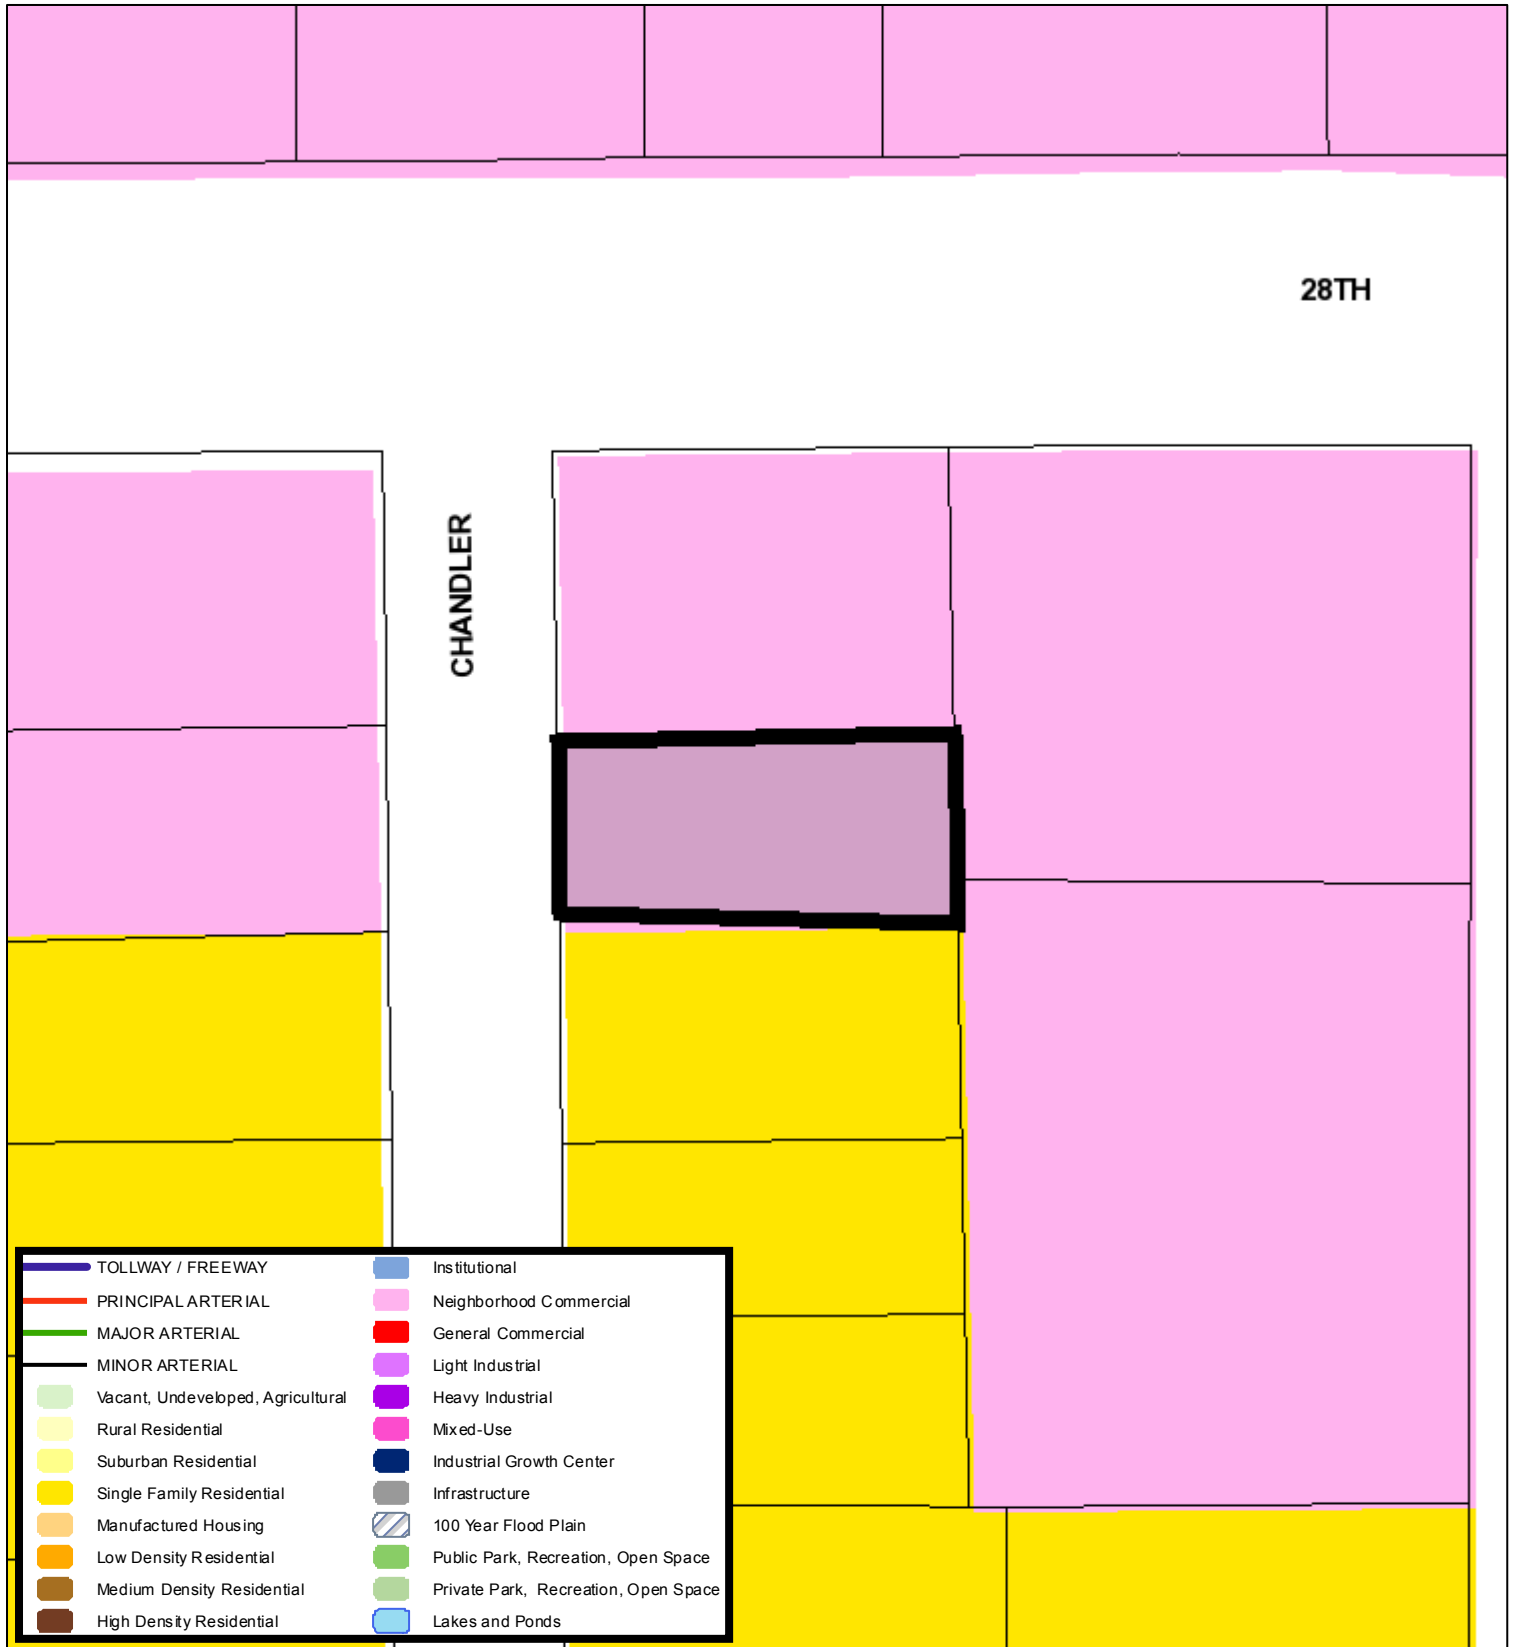 28TH
CHANDLER
TOLLWAY / FREEWAY
PRINCIPAL ARTERIAL
MAJOR ARTERIAL
MINOR ARTERIAL
Vacant, Undeveloped, Agricultural
Rural Residential
Suburban Residential
Single Family Residential
Manufactured Housing
Low Density Residential
Medium Density Residential
High Density Residential
Institutional
Neighborhood Commercial
General Commercial
Light Industrial
Heavy Industrial
Mixed-Use
Industrial Growth Center
Infrastructure
100 Year Flood Plain
Public Park, Recreation, Open Space
Private Park, Recreation, Open Space
Lakes and Ponds